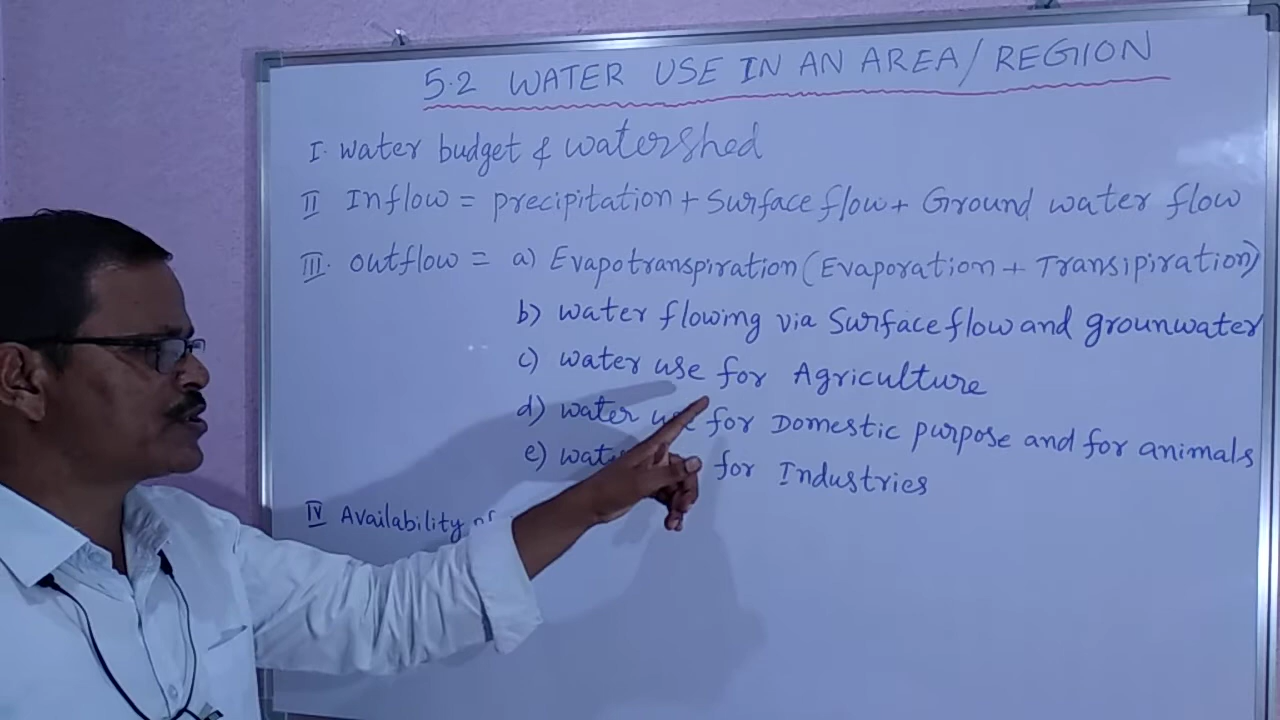 5.2 WATER USE IN AN AREA/REGION
I. water budget & watershed
II Inflow = precipitation + Surface flow + Ground water flow
III. outflow = a) Evapotranspiration (Evaporation + Transipiration)
b) water flowing via Surface flow and grounwater
c) water use for Agriculture
d) water use for Domestic purpose and for animals
e) for Industries
IV Availability of